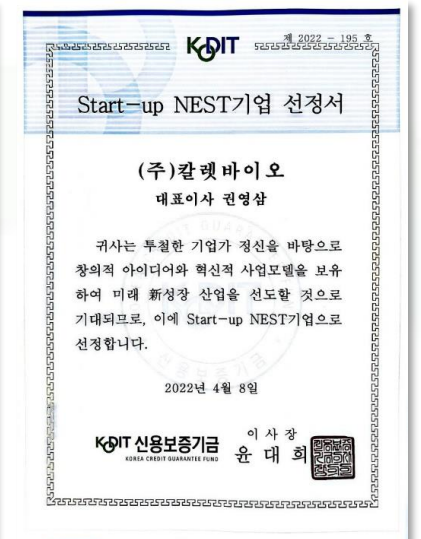 KODIT
제 2022 - 195 호
Start-up NEST기업 선정서
(주)칼렛바이오
대표이사 권영삼
귀사는 투철한 기업가 정신을 바탕으로
창의적 아이디어와 혁신적 사업모델을 보유
하여 미래 新성장 산업을 선도할 것으로
기대되므로, 이에 Start-up NEST기업으로
선정합니다.
2022년 4월 8일
KODIT 신용보증기금
KOREA CREDIT GUARANTEE FUND
이 사 장
윤 대 희